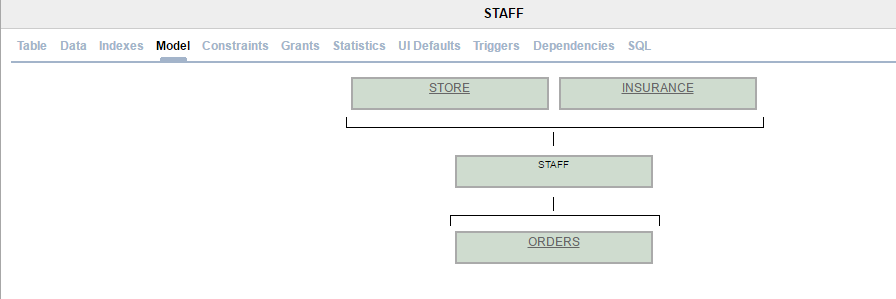 STAFF
Table Data Indexes Model Constraints Grants Statistics UI Defaults Triggers Dependencies SQL
STORE INSURANCE
STAFF
ORDERS